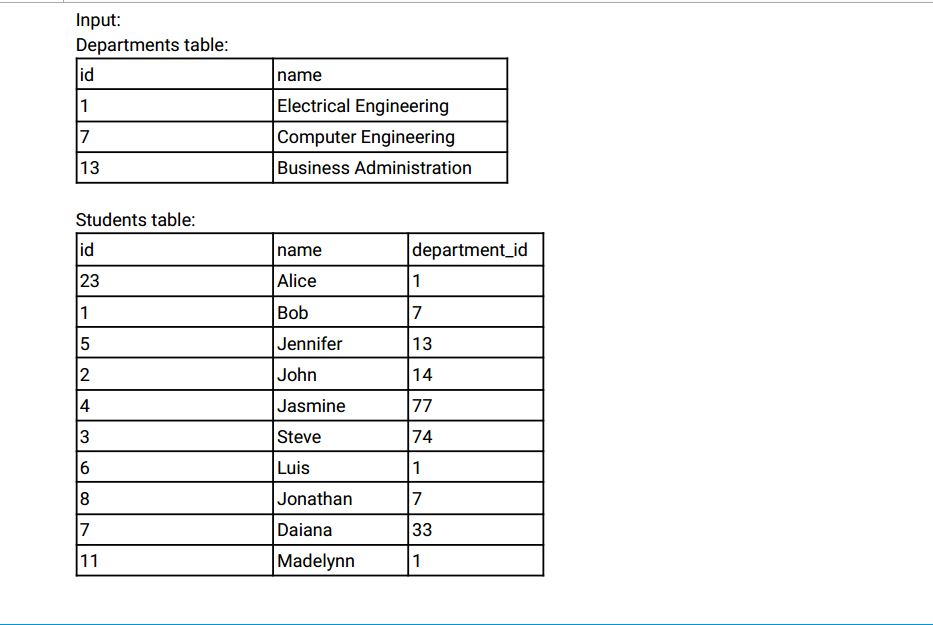 Input:
Departments table:
id name
1 Electrical Engineering
7 Computer Engineering
13 Business Administration
Students table:
id name department_id
23 Alice 1
1 Bob 7
5 Jennifer 13
2 John 14
4 Jasmine 77
3 Steve 74
6 Luis 1
8 Jonathan 7
7 Daiana 33
11 Madelynn 1